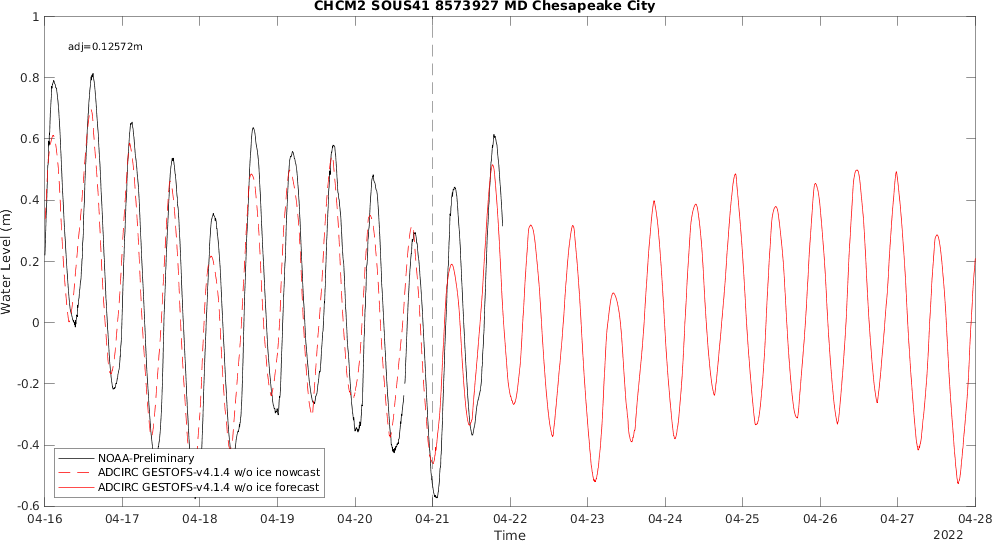 CHCM2 SOUS41 8573927 MD Chesapeake City
adj=0.12572m
Water Level (m)
1
0.8
0.6
0.4
0.2
0
-0.2
-0.4
-0.6
NOAA-Preliminary
ADCIRC GESTOFS-v4.1.4 w/o ice nowcast
ADCIRC GESTOFS-v4.1.4 w/o ice forecast
04-16 04-17 04-18 04-19 04-20 04-21 04-22 04-23 04-24 04-25 04-26 04-27 04-28
Time
2022